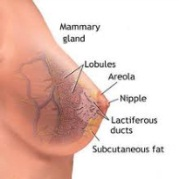 Mammary
gland
Lobules
Areola
Nipple
Lactiferous
ducts
Subcutaneous fat